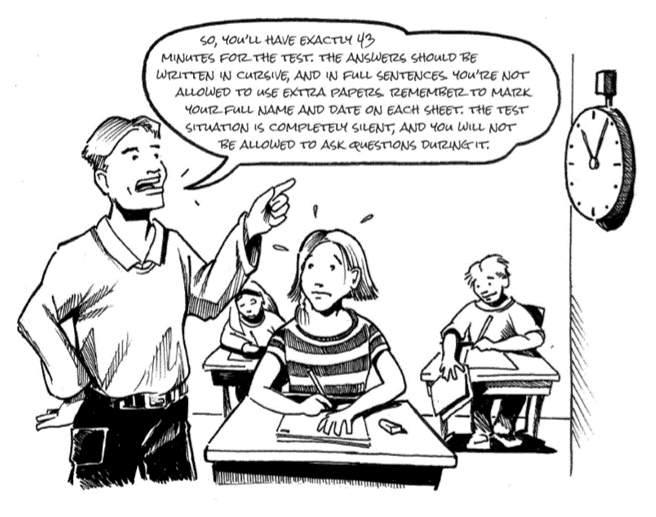 SO, YOU'LL HAVE EXACTLY 43
MINUTES FOR THE TEST. THE ANSWERS SHOULD BE
WRITTEN IN CURSIVE, AND IN FULL SENTENCES. YOU'RE NOT
ALLOWED TO USE EXTRA PAPERS. REMEMBER TO MARK
YOUR FULL NAME AND DATE ON EACH SHEET. THE TEST
SITUATION IS COMPLETELY SILENT, AND YOU WILL NOT
BE ALLOWED TO ASK QUESTIONS DURING IT.